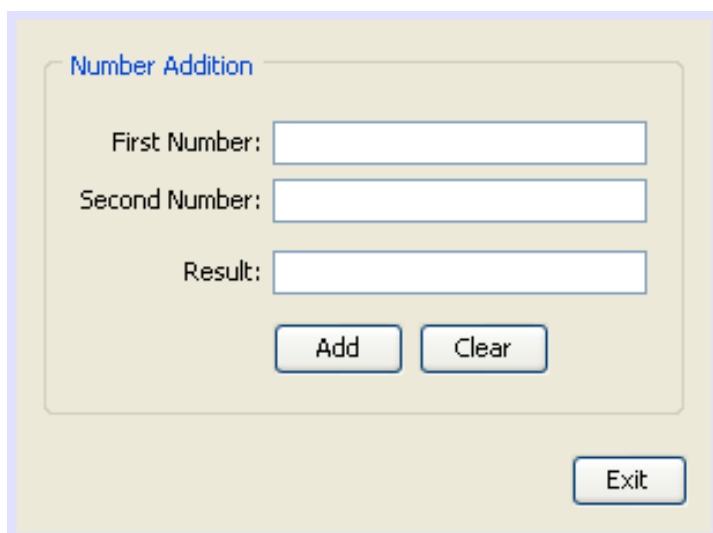 Number Addition
First Number:
Second Number:
Result:
Add Clear
Exit